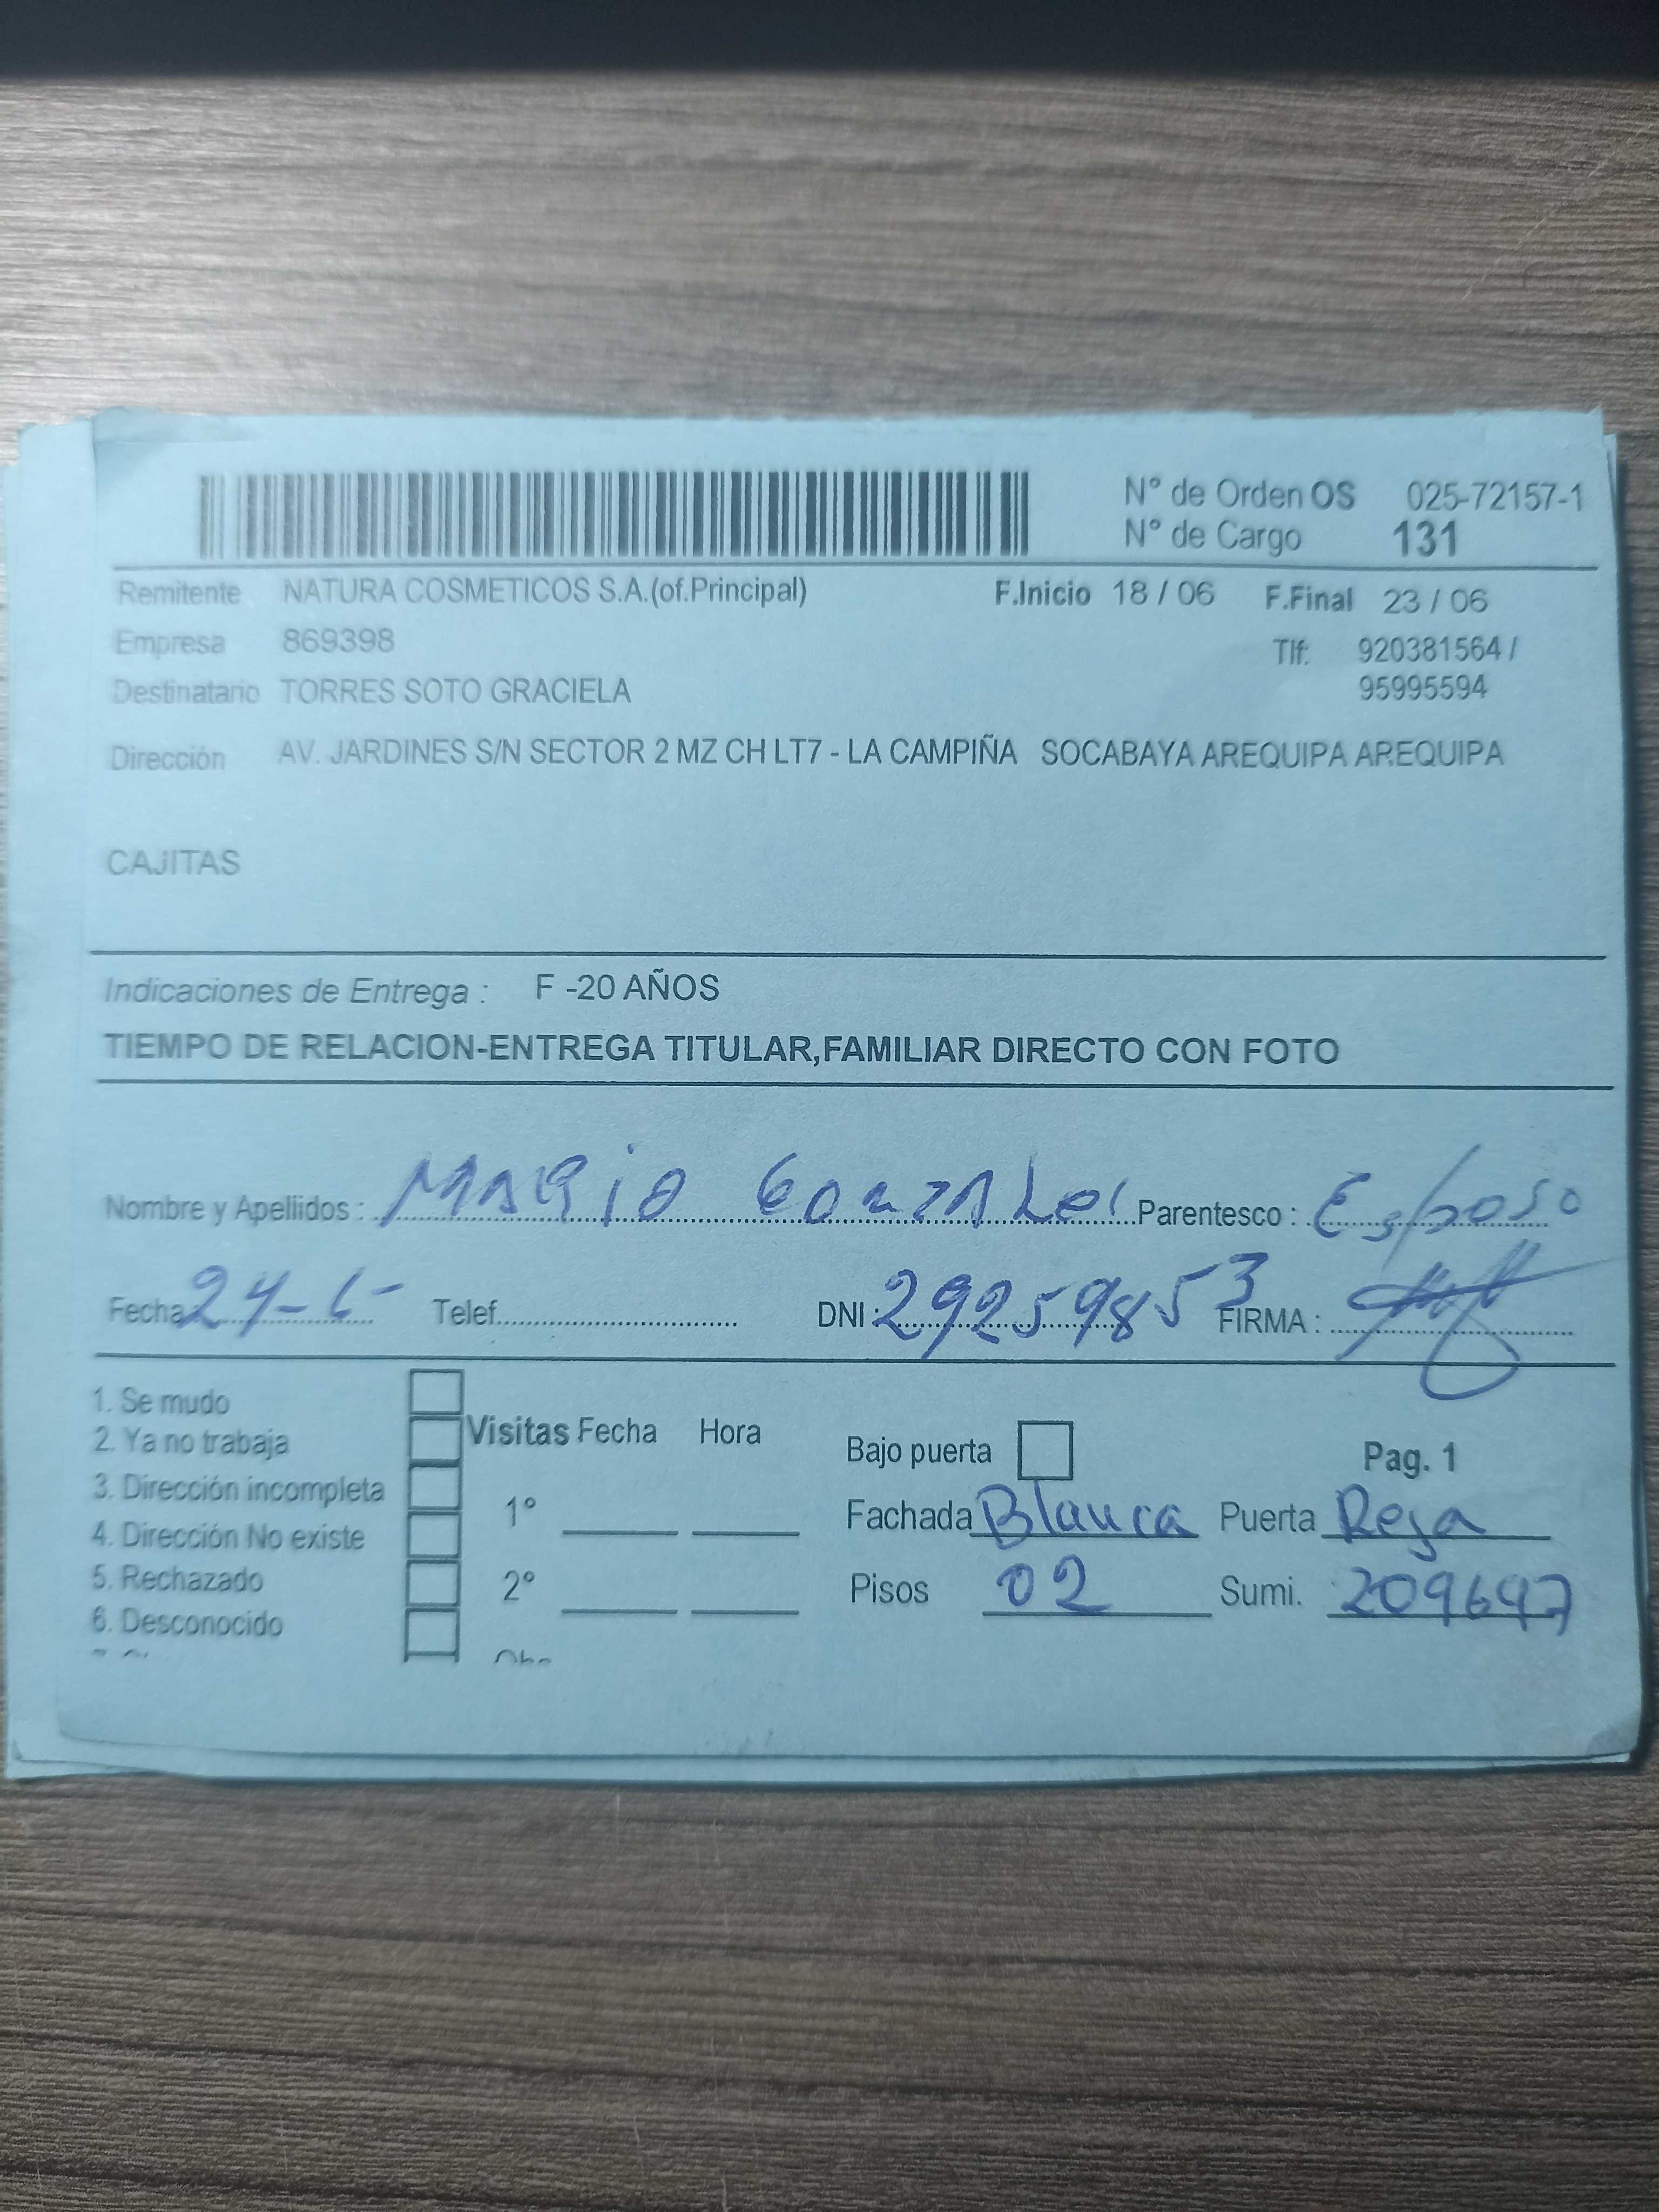 N° de Orden OS 025-72157-1
N° de Cargo 131
Remitente NATURA COSMETICOS S.A.(of.Principal) F.Inicio 18 / 06 F.Final 23 / 06
Empresa 869398 Tlf: 920381564 /
Destinatario TORRES SOTO GRACIELA 95995594
Dirección AV. JARDINES S/N SECTOR 2 MZ CH LT7 - LA CAMPIÑA SOCABAYA AREQUIPA AREQUIPA
CAJITAS
Indicaciones de Entrega : F -20 AÑOS
TIEMPO DE RELACION-ENTREGA TITULAR,FAMILIAR DIRECTO CON FOTO
Nombre y Apellidos : MARIO GONZALES Parentesco : Esposo
Fecha 24-6- Telef. DNI : 29259853 FIRMA :
1. Se mudo
2. Ya no trabaja Visitas Fecha Hora Bajo puerta Pag. 1
3. Dirección incompleta 1° Fachada Blanca Puerta Reja
4. Dirección No existe
5. Rechazado 2° Pisos 02 Sumi. 209647
6. Desconocido